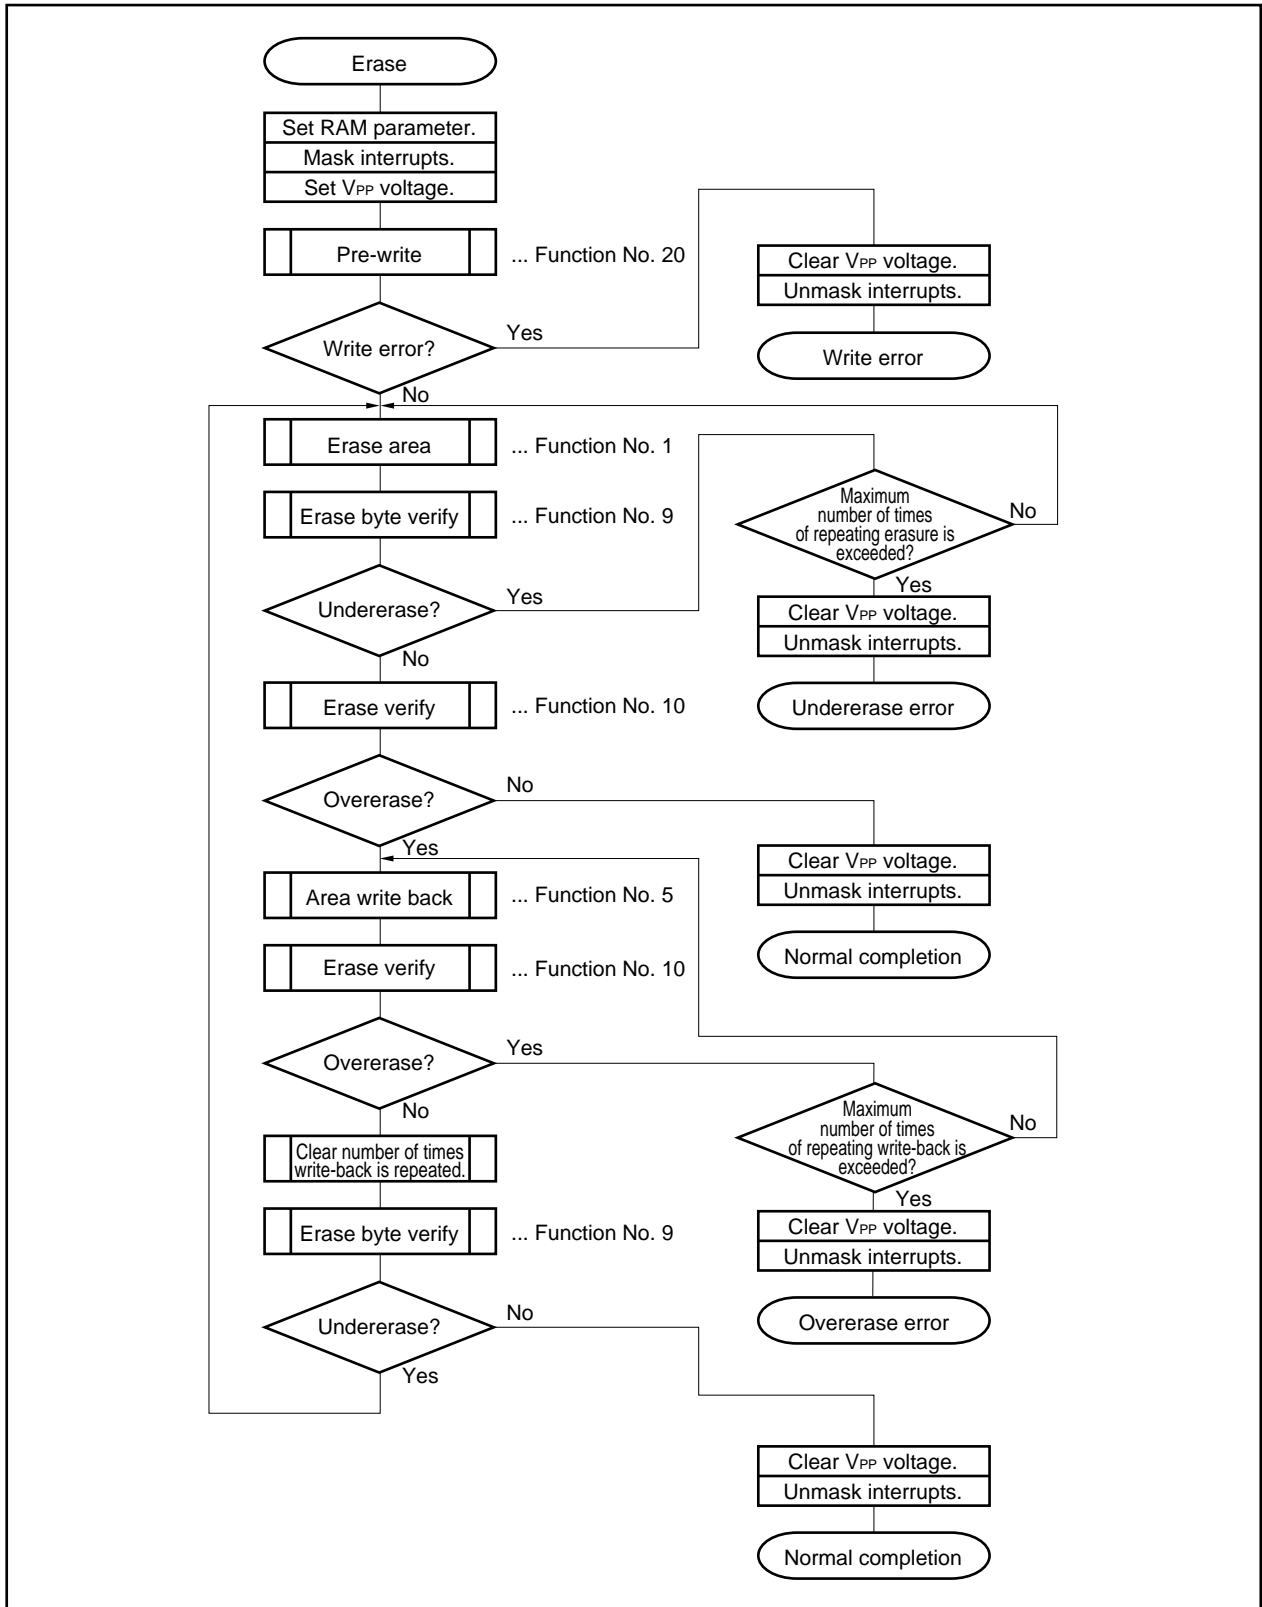 Erase
Set RAM parameter.
Mask interrupts.
Set VPP voltage.
Pre-write
... Function No. 20
Clear VPP voltage.
Unmask interrupts.
Write error?
Yes
Write error
No
Erase area
... Function No. 1
Erase byte verify
... Function No. 9
Maximum
number of times
of repeating erasure is
exceeded?
No
Yes
Undererase?
Yes
Clear VPP voltage.
Unmask interrupts.
No
Erase verify
... Function No. 10
Undererase error
Overerase?
No
Yes
Clear VPP voltage.
Unmask interrupts.
Area write back
... Function No. 5
Normal completion
Erase verify
... Function No. 10
Overerase?
Yes
No
Maximum
number of times
of repeating write-back is
exceeded?
No
Yes
Clear number of times
write-back is repeated.
Erase byte verify
... Function No. 9
Clear VPP voltage.
Unmask interrupts.
Undererase?
No
Overerase error
Yes
Clear VPP voltage.
Unmask interrupts.
Normal completion